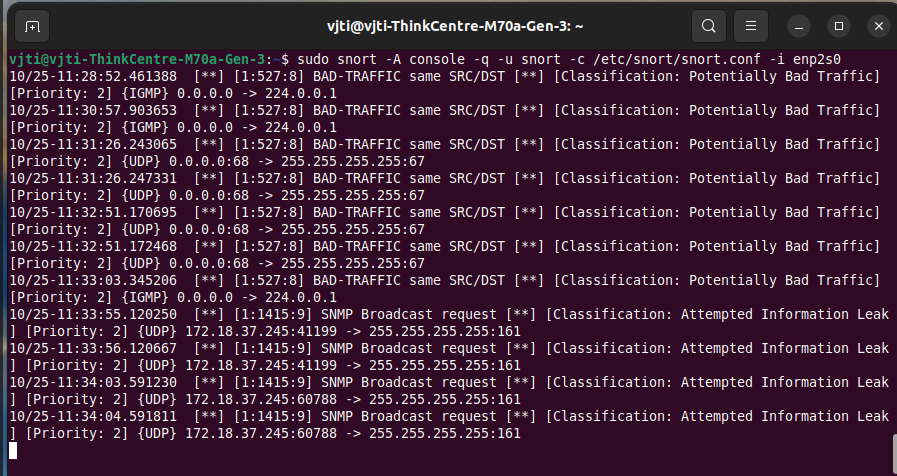 vjti@vjti-ThinkCentre-M70a-Gen-3: ~
vjti@vjti-ThinkCentre-M70a-Gen-3:~$ sudo snort -A console -q -u snort -c /etc/snort/snort.conf -i enp2s0
10/25-11:28:52.461388  [**] [1:527:8] BAD-TRAFFIC same SRC/DST [**] [Classification: Potentially Bad Traffic]
[Priority: 2] {IGMP} 0.0.0.0 -> 224.0.0.1
10/25-11:30:57.903653  [**] [1:527:8] BAD-TRAFFIC same SRC/DST [**] [Classification: Potentially Bad Traffic]
[Priority: 2] {IGMP} 0.0.0.0 -> 224.0.0.1
10/25-11:31:26.243065  [**] [1:527:8] BAD-TRAFFIC same SRC/DST [**] [Classification: Potentially Bad Traffic]
[Priority: 2] {UDP} 0.0.0.0:68 -> 255.255.255.255:67
10/25-11:31:26.247331  [**] [1:527:8] BAD-TRAFFIC same SRC/DST [**] [Classification: Potentially Bad Traffic]
[Priority: 2] {UDP} 0.0.0.0:68 -> 255.255.255.255:67
10/25-11:32:51.170695  [**] [1:527:8] BAD-TRAFFIC same SRC/DST [**] [Classification: Potentially Bad Traffic]
[Priority: 2] {UDP} 0.0.0.0:68 -> 255.255.255.255:67
10/25-11:32:51.172468  [**] [1:527:8] BAD-TRAFFIC same SRC/DST [**] [Classification: Potentially Bad Traffic]
[Priority: 2] {UDP} 0.0.0.0:68 -> 255.255.255.255:67
10/25-11:33:03.345206  [**] [1:527:8] BAD-TRAFFIC same SRC/DST [**] [Classification: Potentially Bad Traffic]
[Priority: 2] {IGMP} 0.0.0.0 -> 224.0.0.1
10/25-11:33:55.120250  [**] [1:1415:9] SNMP Broadcast request [**] [Classification: Attempted Information Leak
] [Priority: 2] {UDP} 172.18.37.245:41199 -> 255.255.255.255:161
10/25-11:33:56.120667  [**] [1:1415:9] SNMP Broadcast request [**] [Classification: Attempted Information Leak
] [Priority: 2] {UDP} 172.18.37.245:41199 -> 255.255.255.255:161
10/25-11:34:03.591230  [**] [1:1415:9] SNMP Broadcast request [**] [Classification: Attempted Information Leak
] [Priority: 2] {UDP} 172.18.37.245:60788 -> 255.255.255.255:161
10/25-11:34:04.591811  [**] [1:1415:9] SNMP Broadcast request [**] [Classification: Attempted Information Leak
] [Priority: 2] {UDP} 172.18.37.245:60788 -> 255.255.255.255:161